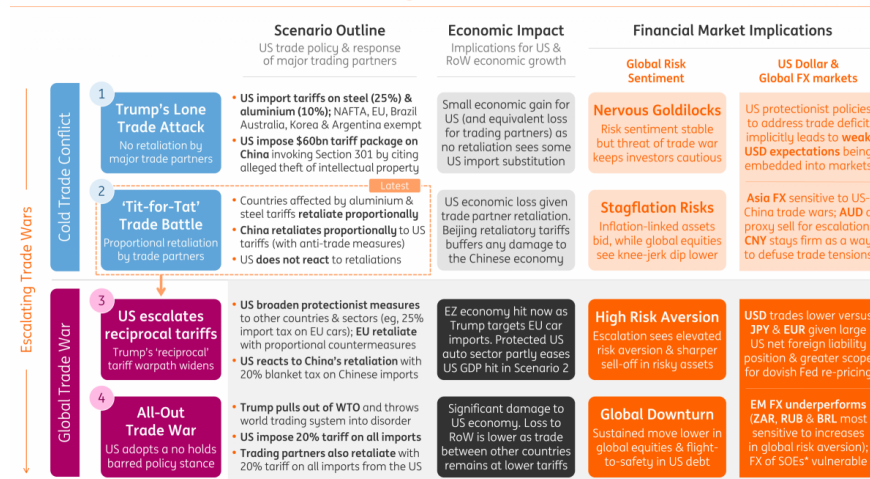 Scenario Outline
US trade policy & response
of major trading partners
Economic Impact
Implications for US &
RoW economic growth
Financial Market Implications
Global Risk
Sentiment
US Dollar &
Global FX markets
Escalating Trade Wars
Cold Trade Conflict
1
Trump's Lone
Trade Attack
No retaliation by
major trade partners
• US import tariffs on steel (25%) &
aluminium (10%); NAFTA, EU, Brazil
Australia, Korea & Argentina exempt
• US impose $60bn tariff package on
China invoking Section 301 by citing
alleged theft of intellectual property
Small economic gain for
US (and equivalent loss
for trading partners) as
no retaliation sees some
US import substitution
Nervous Goldilocks
Risk sentiment stable
but threat of trade war
keeps investors cautious
US protectionist policies
to address trade deficit
implicitly leads to weak
USD expectations being
embedded into markets
Latest
2
'Tit-for-Tat'
Trade Battle
Proportional retaliation
by trade partners
• Countries affected by aluminium &
steel tariffs retaliate proportionally
• China retaliates proportionally to US
tariffs (with anti-trade measures)
• US does not react to retaliations
US economic loss given
trade partner retaliation.
Beijing retaliatory tariffs
buffers any damage to
the Chinese economy
Stagflation Risks
Inflation-linked assets
bid, while global equities
see knee-jerk dip lower
Asia FX sensitive to US-
China trade wars; AUD
proxy sell for escalation
CNY stays firm as a way
to defuse trade tensions
Global Trade War
3
US escalates
reciprocal tariffs
Trump's 'reciprocal'
tariff warpath widens
• US broaden protectionist measures
to other countries & sectors (eg, 25%
import tax on EU cars); EU retaliate
with proportional countermeasures
• US reacts to China's retaliation with
20% blanket tax on Chinese imports
EZ economy hit now as
Trump targets EU car
imports. Protected US
auto sector partly eases
US GDP hit in Scenario 2
High Risk Aversion
Escalation sees elevated
risk aversion & sharper
sell-off in risky assets
USD trades lower versus
JPY & EUR given large
US net foreign liability
position & greater scope
for dovish Fed re-pricing
4
All-Out
Trade War
US adopts a no holds
barred policy stance
• Trump pulls out of WTO and throws
world trading system into disorder
• US impose 20% tariff on all imports
• Trading partners also retaliate with
20% tariff on all imports from the US
Significant damage to
US economy. Loss to
RoW is lower as trade
between other countries
remains at lower tariffs
Global Downturn
Sustained move lower in
global equities & flight-
to-safety in US debt
EM FX underperforms
(ZAR, RUB & BRL most
sensitive to increases
in global risk aversion);
FX of SOEs* vulnerable